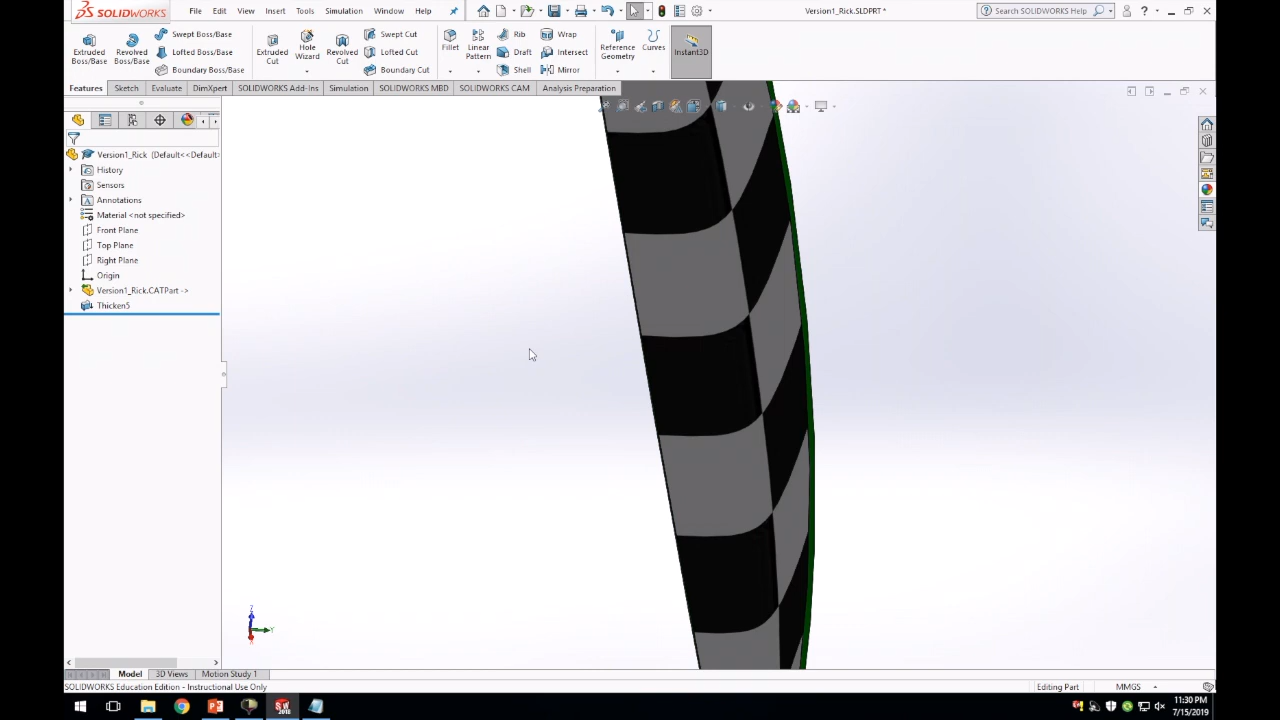 SOLIDWORKS File Edit View Insert Tools Simulation Window Help Version1_Rick.SLDPRT * Search SOLIDWORKS Help
Extruded Boss/Base Revolved Boss/Base Swept Boss/Base Lofted Boss/Base Boundary Boss/Base Extruded Cut Hole Wizard Revolved Cut Swept Cut Lofted Cut Boundary Cut Fillet Linear Pattern Rib Draft Shell Wrap Intersect Mirror Reference Geometry Curves Instant3D
Features Sketch Evaluate DimXpert SOLIDWORKS Add-Ins Simulation SOLIDWORKS MBD SOLIDWORKS CAM Analysis Preparation
Version1_Rick (Default<<Default>
History
Sensors
Annotations
Material <not specified>
Front Plane
Top Plane
Right Plane
Origin
Version1_Rick.CATPart ->
Thicken5
Z
Y
Model 3D Views Motion Study 1
SOLIDWORKS Education Edition - Instructional Use Only Editing Part MMGS
11:30 PM
7/15/2019